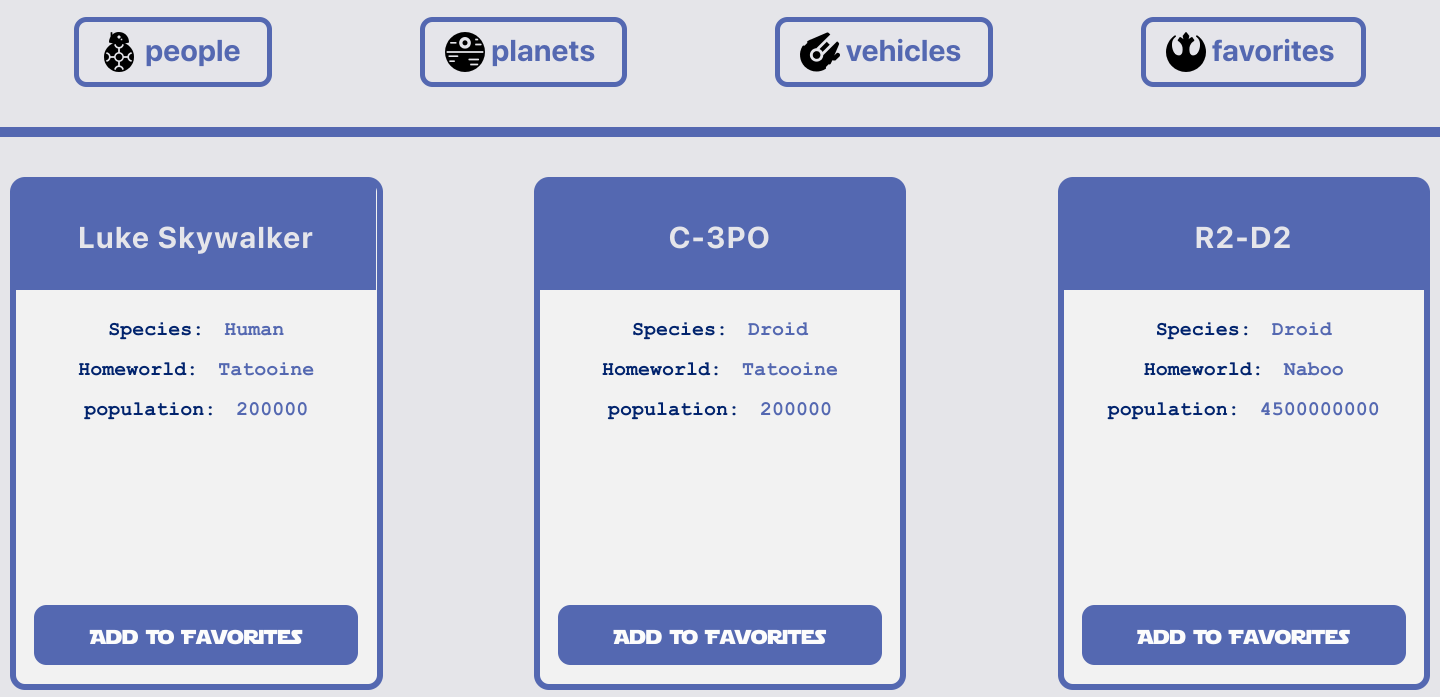 people planets vehicles favorites
Luke Skywalker
Species: Human
Homeworld: Tatooine
population: 200000
ADD TO FAVORITES
C-3PO
Species: Droid
Homeworld: Tatooine
population: 200000
ADD TO FAVORITES
R2-D2
Species: Droid
Homeworld: Naboo
population: 4500000000
ADD TO FAVORITES